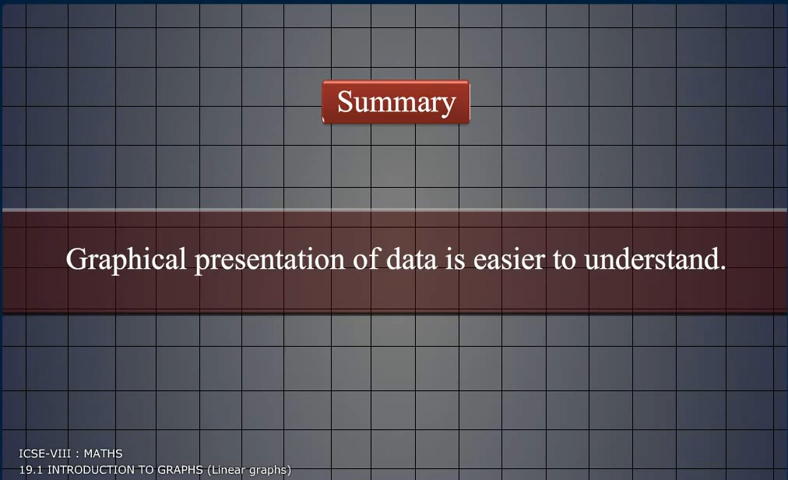 Summary
Graphical presentation of data is easier to understand.
ICSE-VIII : MATHS
19.1 INTRODUCTION TO GRAPHS (Linear graphs)